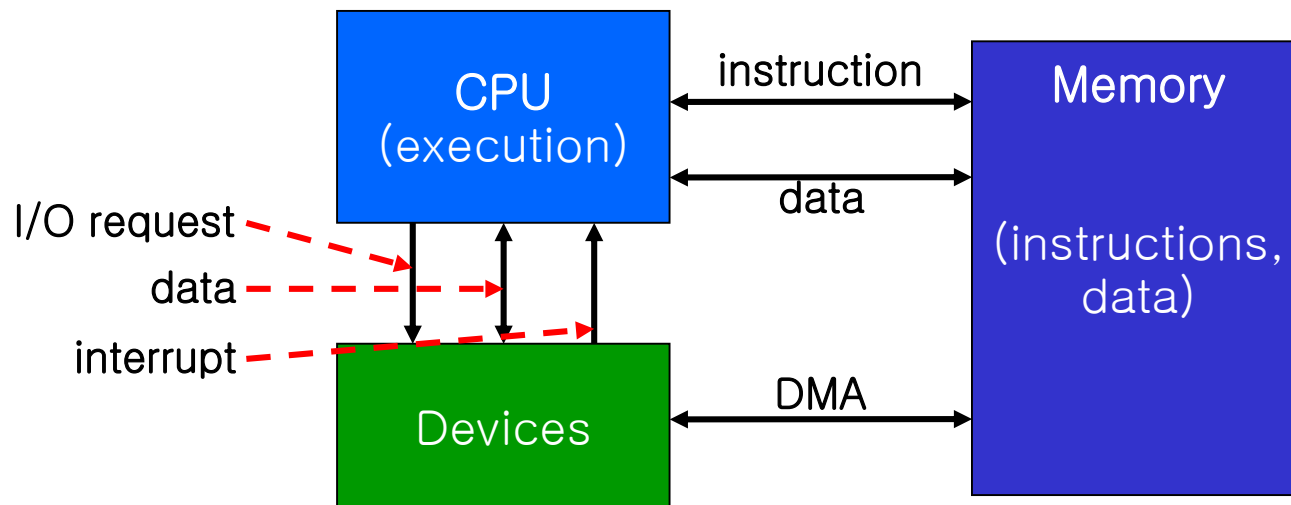 CPU
(execution)
instruction
data
Memory
(instructions,
data)
I/O request
data
interrupt
Devices
DMA